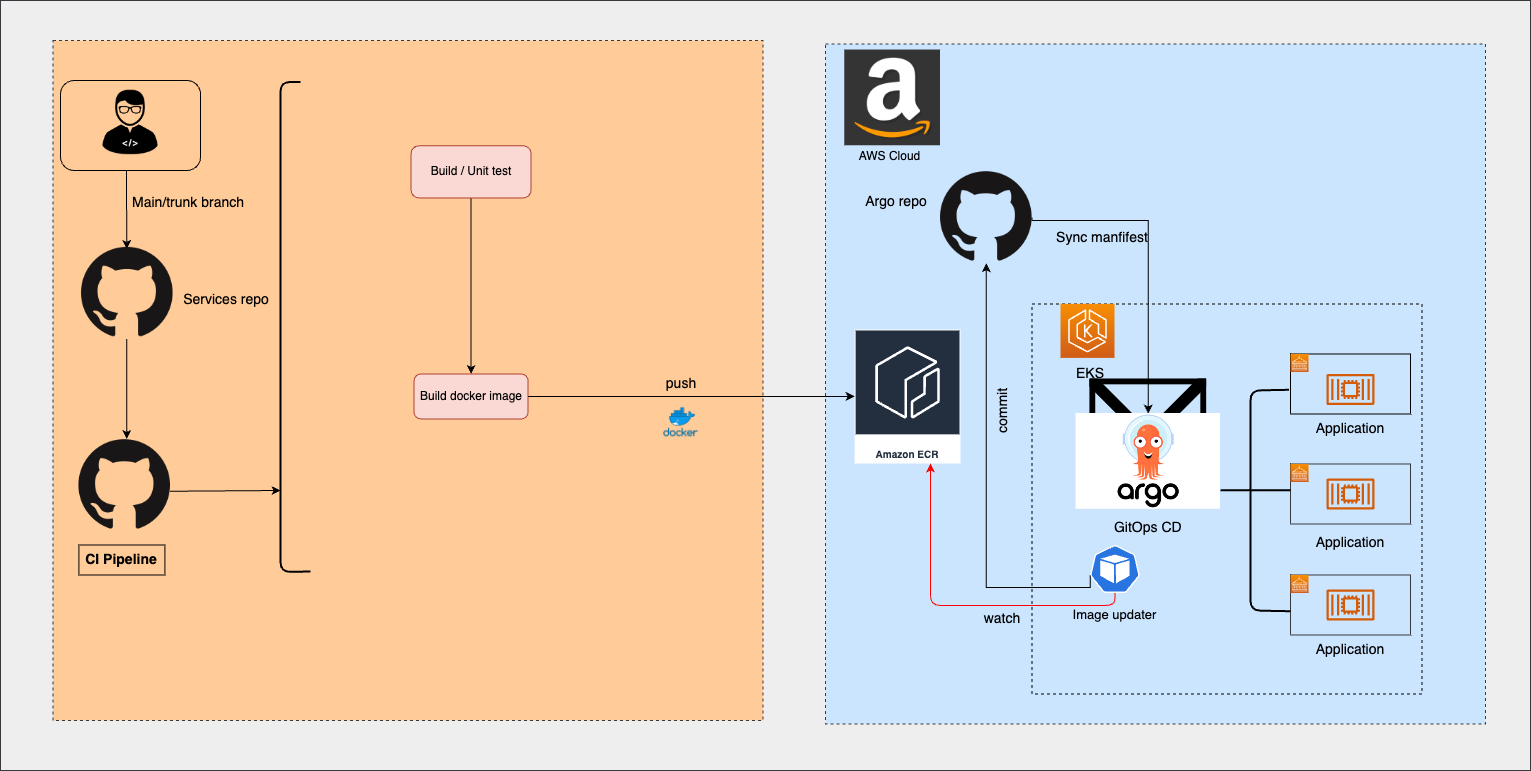 </>
Main/trunk branch
Services repo
CI Pipeline
Build / Unit test
Build docker image
push
docker
a
AWS Cloud
Argo repo
Sync manfifest
Amazon ECR
commit
K
EKS
argo
GitOps CD
Image updater
watch
Application
Application
Application